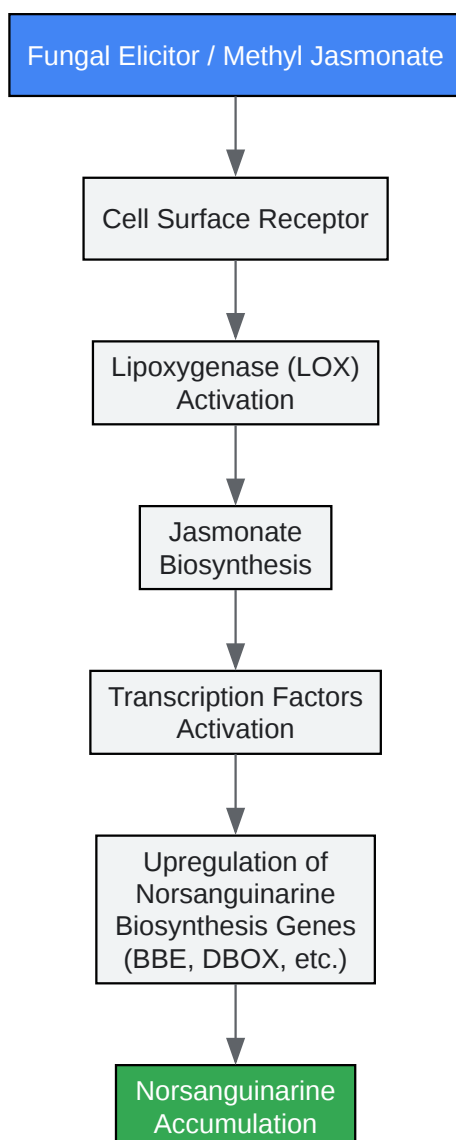 Fungal Elicitor / Methyl Jasmonate
Cell Surface Receptor
Lipoxygenase (LOX)
Activation
Jasmonate
Biosynthesis
Transcription Factors
Activation
Upregulation of
Norsanguinarine
Biosynthesis Genes
(BBE, DBOX, etc.)
Norsanguinarine
Accumulation